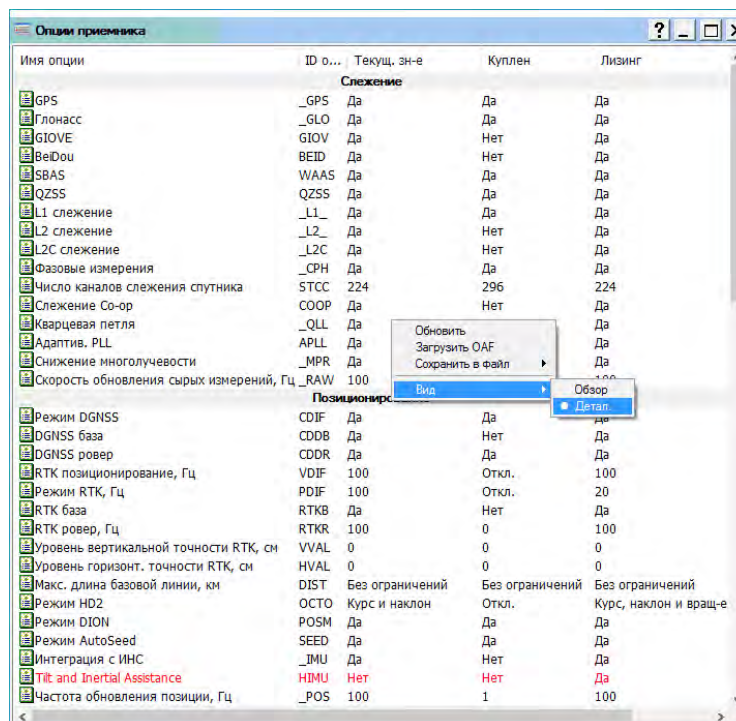 Опции приемника
Имя опции ID о... Текущ. зн-е Куплен Лизинг
Слежение
GPS _GPS Да Да Да
Глонасс _GLO Да Да Да
GIOVE GIOV Да Нет Да
BeiDou BEID Да Нет Да
SBAS WAAS Да Да Да
QZSS QZSS Да Да Да
L1 слежение _L1_ Да Да Да
L2 слежение _L2_ Да Нет Да
L2C слежение _L2C Да Нет Да
Фазовые измерения _CPH Да Да Да
Число каналов слежения спутника STCC 224 296 224
Слежение Co-op COOP Да Нет Да
Кварцевая петля _QLL Да Да
Адаптив. PLL APLL Да Да
Снижение многолучевости _MPR Да Да
Скорость обновления сырых измерений, Гц _RAW 100 100
Обновить
Загрузить OAF
Сохранить в файл
Вид
Обзор
Детал.
Режим DGNSS CDIF Да Да Да
DGNSS база CDDB Да Нет Да
DGNSS ровер CDDR Да Да Да
RTK позиционирование, Гц VDIF 100 Откл. 100
Режим RTK, Гц PDIF 100 Откл. 20
RTK база RTKB Да Нет Да
RTK ровер, Гц RTKR 100 0 100
Уровень вертикальной точности RTK, см VVAL 0 0 0
Уровень горизонт. точности RTK, см HVAL 0 0 0
Макс. длина базовой линии, км DIST Без ограничений Без ограничений Без ограничений
Режим HD2 OCTO Курс и наклон Откл. Курс, наклон и вращ-е
Режим DION POSM Да Да Да
Режим AutoSeed SEED Да Да Да
Интеграция с ИНС _IMU Да Нет Да
Tilt and Inertial Assistance HIMU Нет Нет Да
Частота обновления позиции, Гц _POS 100 1 100